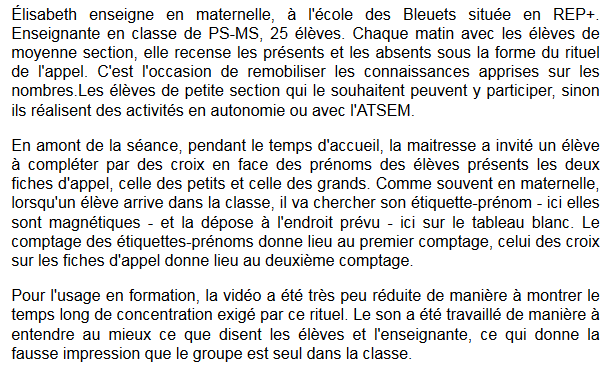 Élisabeth enseigne en maternelle, à l'école des Bleuets située en REP+.
Enseignante en classe de PS-MS, 25 élèves. Chaque matin avec les élèves de
moyenne section, elle recense les présents et les absents sous la forme du rituel
de l'appel. C'est l'occasion de remobiliser les connaissances apprises sur les
nombres.Les élèves de petite section qui le souhaitent peuvent y participer, sinon
ils réalisent des activités en autonomie ou avec l'ATSEM.
En amont de la séance, pendant le temps d'accueil, la maitresse a invité un élève
à compléter par des croix en face des prénoms des élèves présents les deux
fiches d'appel, celle des petits et celle des grands. Comme souvent en maternelle,
lorsqu'un élève arrive dans la classe, il va chercher son étiquette-prénom - ici elles
sont magnétiques - et la dépose à l'endroit prévu - ici sur le tableau blanc. Le
comptage des étiquettes-prénoms donne lieu au premier comptage, celui des croix
sur les fiches d'appel donne lieu au deuxième comptage.
Pour l'usage en formation, la vidéo a été très peu réduite de manière à montrer le
temps long de concentration exigé par ce rituel. Le son a été travaillé de manière à
entendre au mieux ce que disent les élèves et l'enseignante, ce qui donne la
fausse impression que le groupe est seul dans la classe.